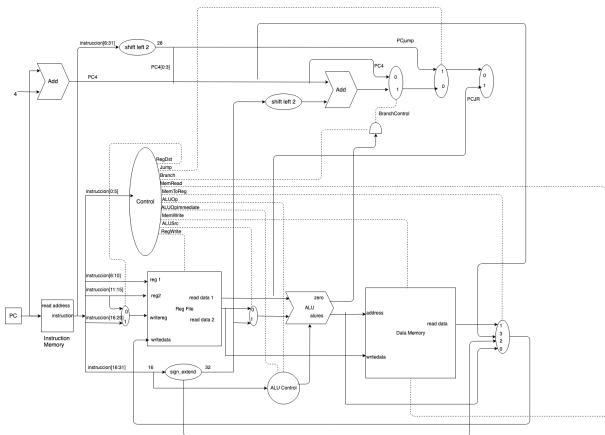 instruccion[6:31]
shift left 2
28
PCjump
PC4[0:3]
PC4
Add
PC4
4
Add
shift left 2
0
1
1
0
0
1
PCJR
BranchControl
RegDst
Jump
Branch
MemRead
MemToReg
ALUOp
ALUOpImmediate
MemWrite
ALUSrc
RegWrite
Control
instruccion[0:5]
instruccion[6:10]
reg 1
instruccion[11:15]
reg2
read data 1
Reg File
0
1
writereg
read data 2
writedata
0
1
zero
ALU
alures
address
read data
Data Memory
writedata
1
3
2
0
PC
read address
instruction
Instruction
Memory
instruccion[16:31]
16
sign_extend
32
ALU Control